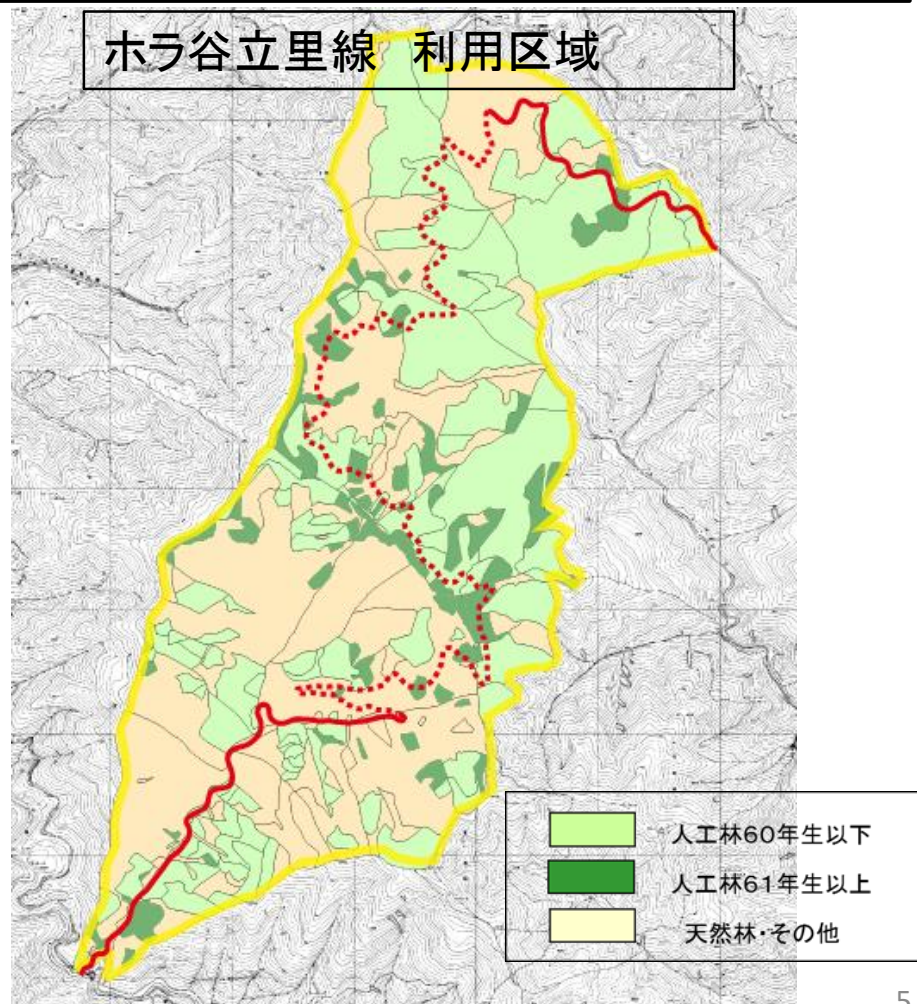 ホラ谷立里線　利用区域
人工林60年生以下
人工林61年生以上
天然林・その他
5